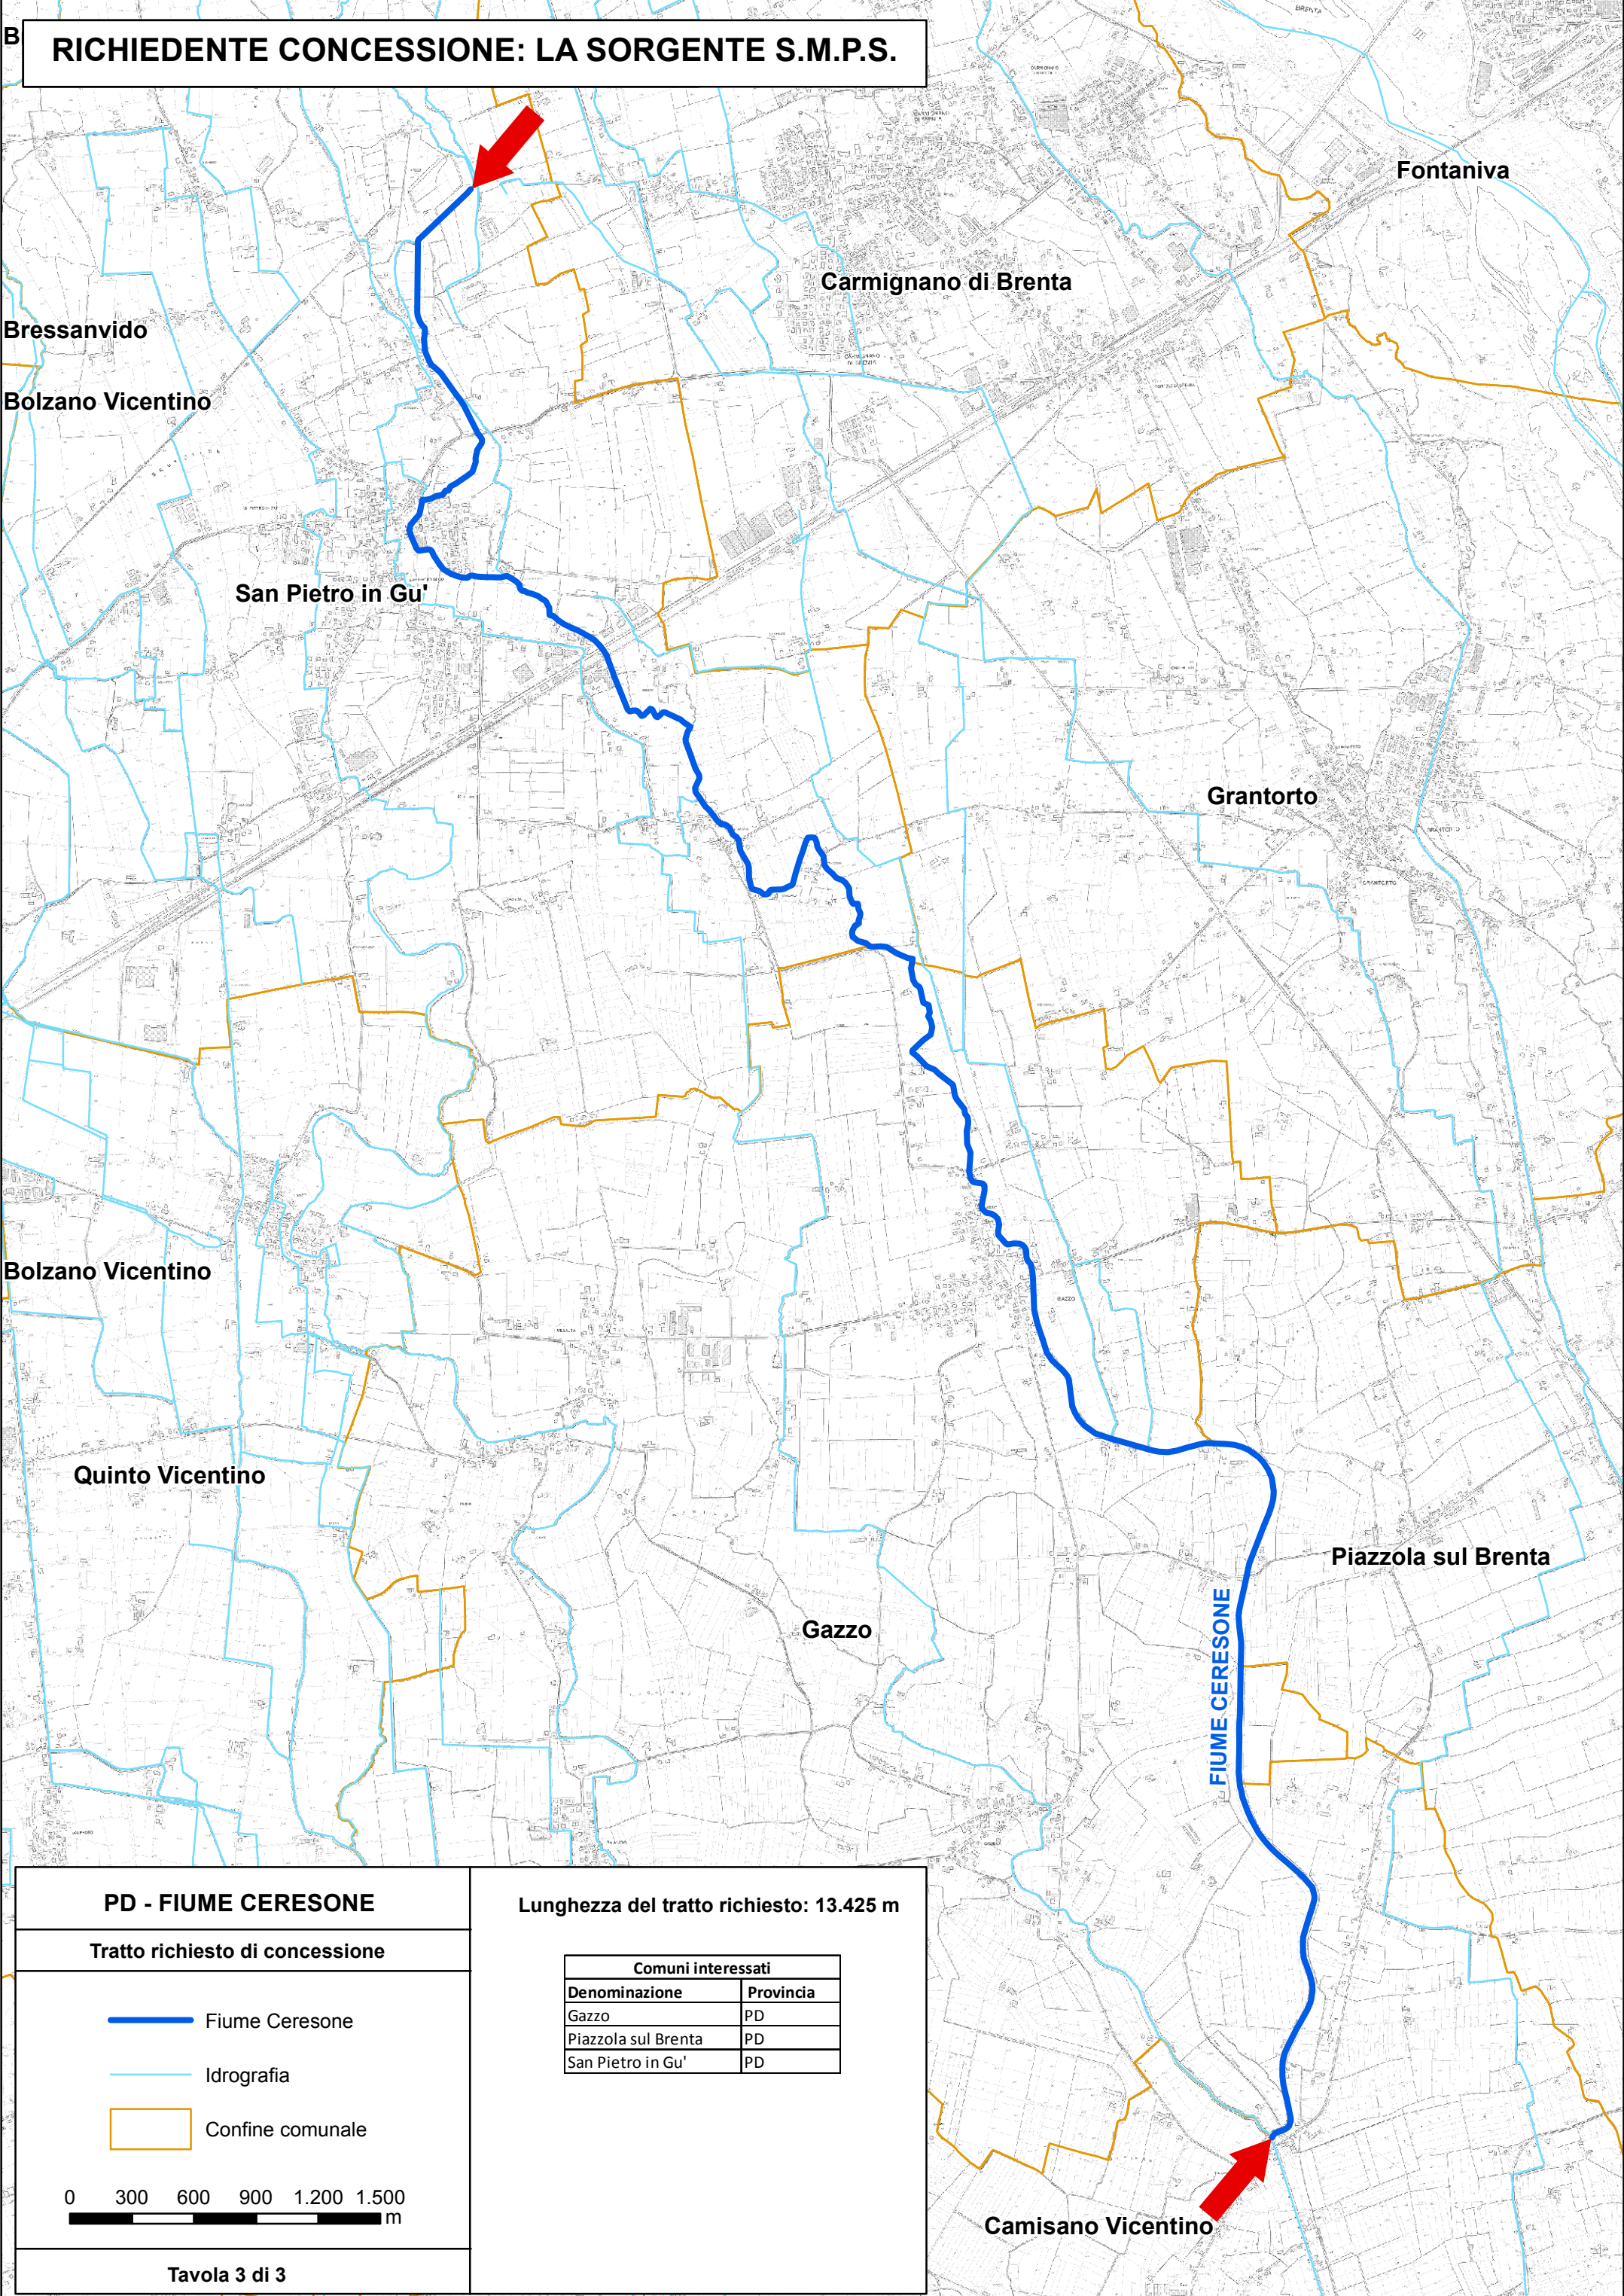 B
RICHIEDENTE CONCESSIONE: LA SORGENTE S.M.P.S.
Fontaniva
Carmignano di Brenta
Bressanvido
Bolzano Vicentino
San Pietro in Gu'
Grantorto
Bolzano Vicentino
Quinto Vicentino
Piazzola sul Brenta
Gazzo
FIUME CERESONE
PD - FIUME CERESONE
Tratto richiesto di concessione
Fiume Ceresone
Idrografia
Confine comunale
0 300 600 900 1.200 1.500
m
Tavola 3 di 3
Lunghezza del tratto richiesto: 13.425 m
Comuni interessati
Denominazione Provincia
Gazzo PD
Piazzola sul Brenta PD
San Pietro in Gu' PD
Camisano Vicentino